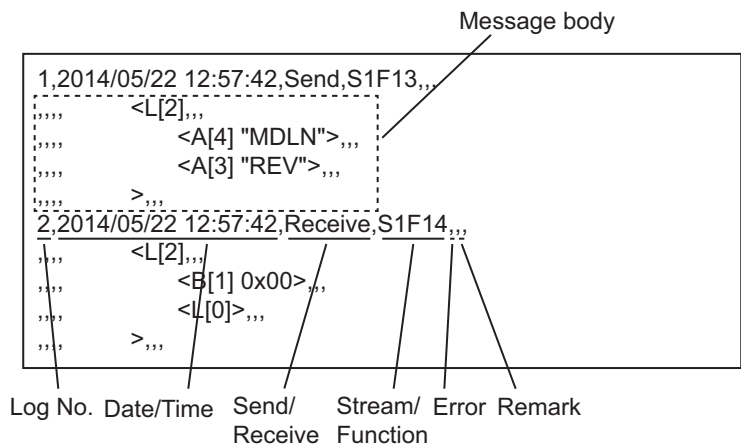 Message body
1,2014/05/22 12:57:42,Send,S1F13,,,
,,,, <L[2],,,
,,,, <A[4] "MDLN">,,,
,,,, <A[3] "REV">,,,
,,,, >,,,
2,2014/05/22 12:57:42,Receive,S1F14,,,
,,,, <L[2],,,
,,,, <B[1] 0x00>,,,
,,,, <L[0]>,,,
,,,, >,,,
Log No. Date/Time Send/ Stream/ Error Remark
Receive Function